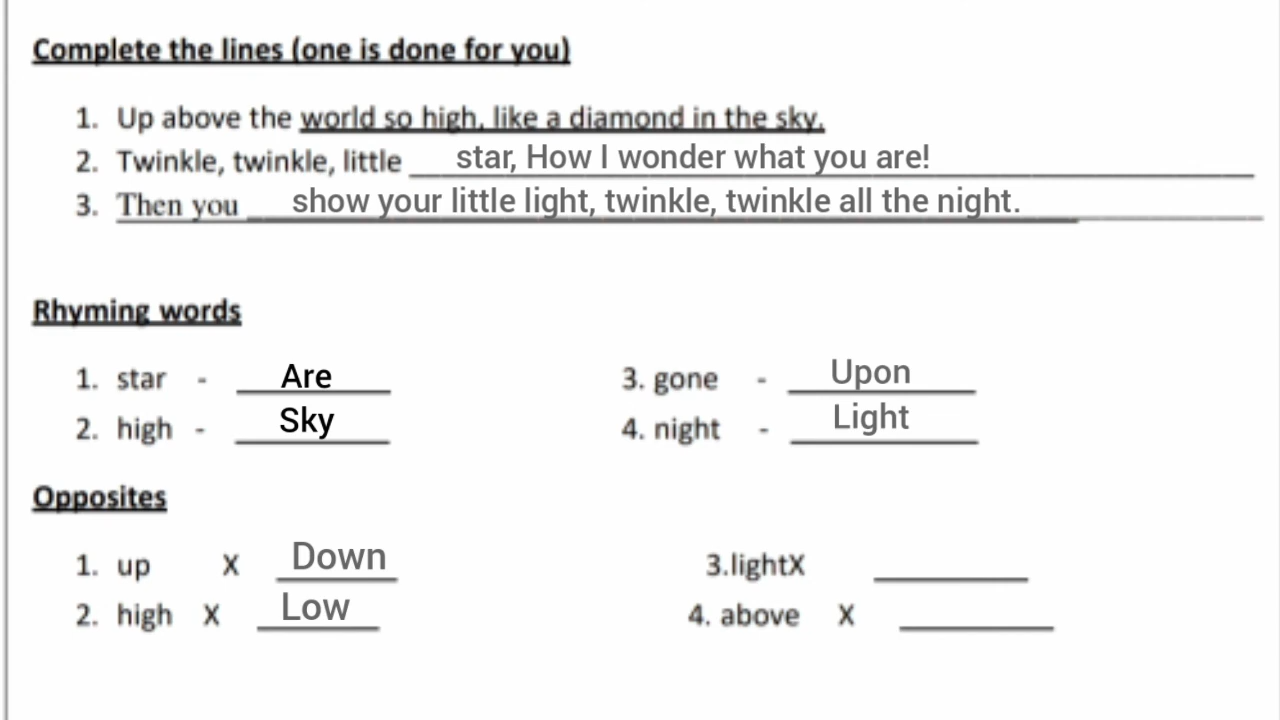 Complete the lines (one is done for you)
1. Up above the world so high, like a diamond in the sky.
2. Twinkle, twinkle, little star, How I wonder what you are!
3. Then you show your little light, twinkle, twinkle all the night.
Rhyming words
1. star - Are 3. gone - Upon
2. high - Sky 4. night - Light
Opposites
1. up X Down 3.lightX
2. high X Low 4. above X